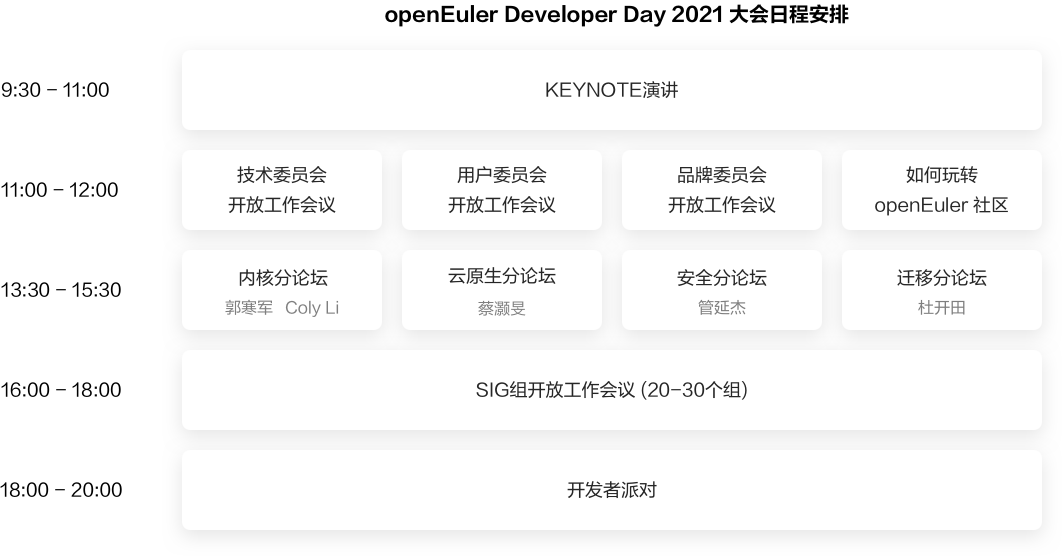 openEuler Developer Day 2021 大会日程安排
9:30 – 11:00
KEYNOTE演讲
11:00 – 12:00
技术委员会
开放工作会议
用户委员会
开放工作会议
品牌委员会
开放工作会议
如何玩转
openEuler 社区
13:30 – 15:30
内核分论坛
郭寒军 Coly Li
云原生分论坛
蔡灏旻
安全分论坛
管延杰
迁移分论坛
杜开田
16:00 – 18:00
SIG组开放工作会议 (20–30个组)
18:00 – 20:00
开发者派对